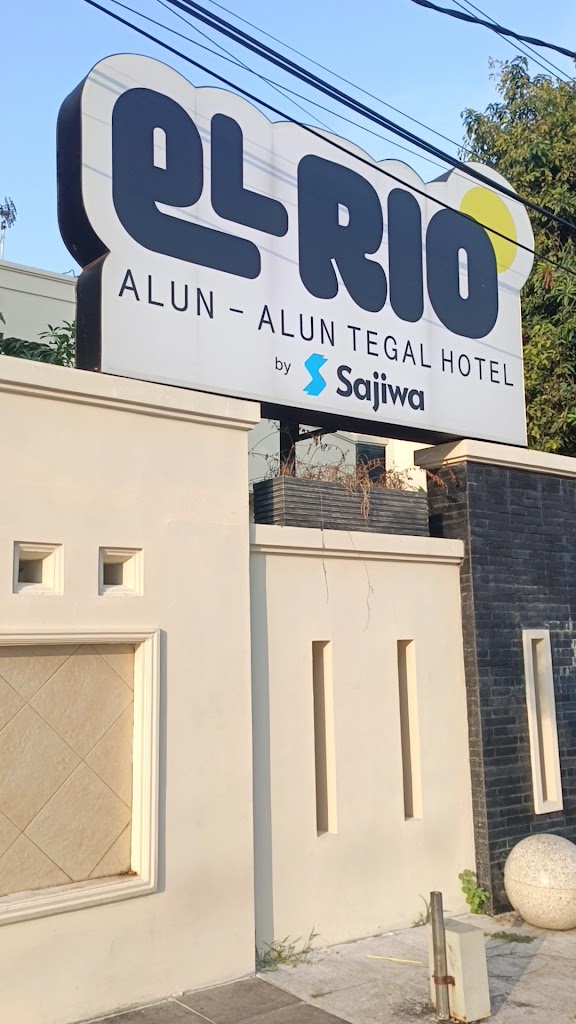 eL RIO
ALUN - ALUN TEGAL HOTEL
by Sajiwa